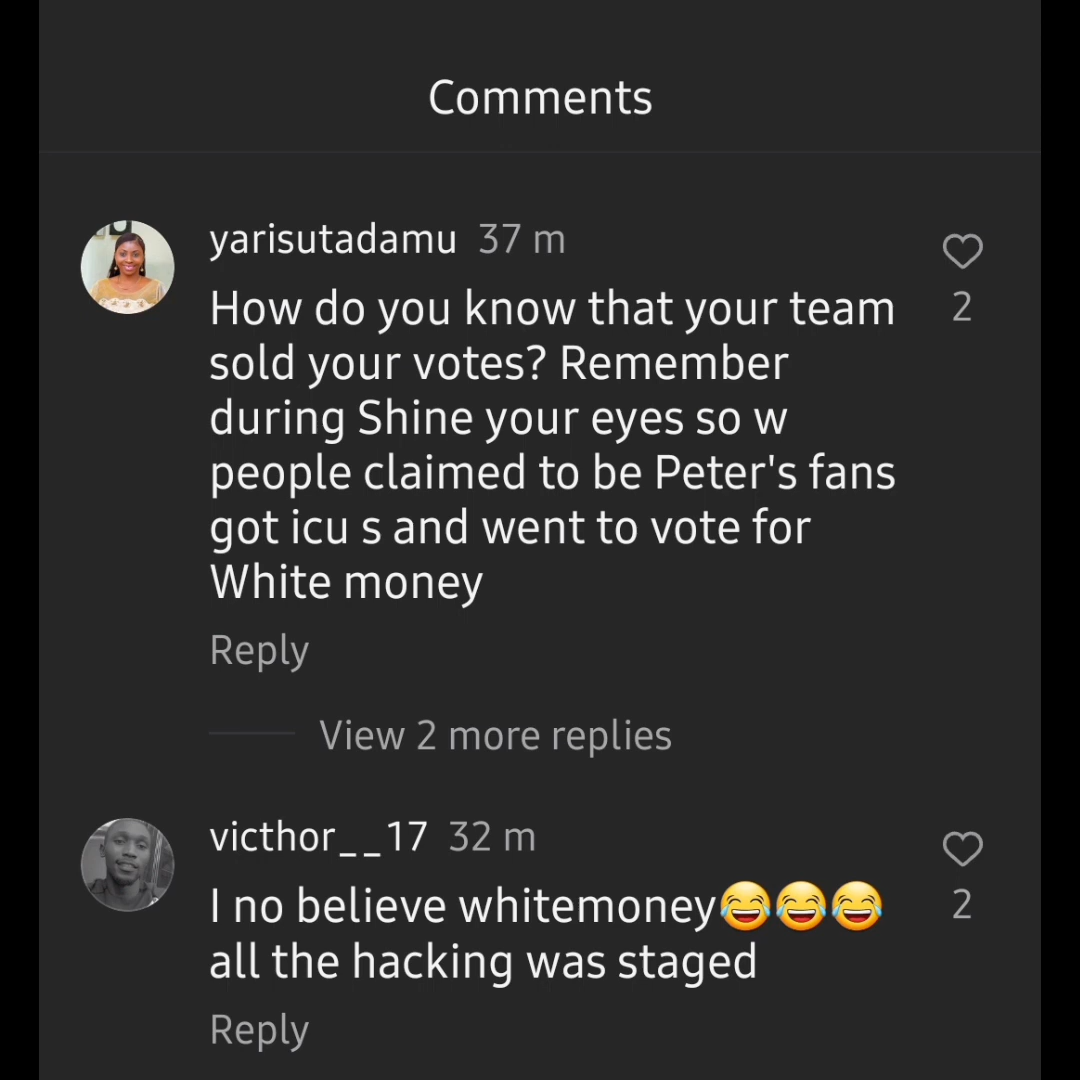 Comments
yarisutadamu 37 m
How do you know that your team
2
sold your votes? Remember
during Shine your eyes so w
people claimed to be Peter's fans
got icu s and went to vote for
White money
Reply
View 2 more replies
victhor__17 32 m
I no believe whitemoney😂😂😂
2
all the hacking was staged
Reply